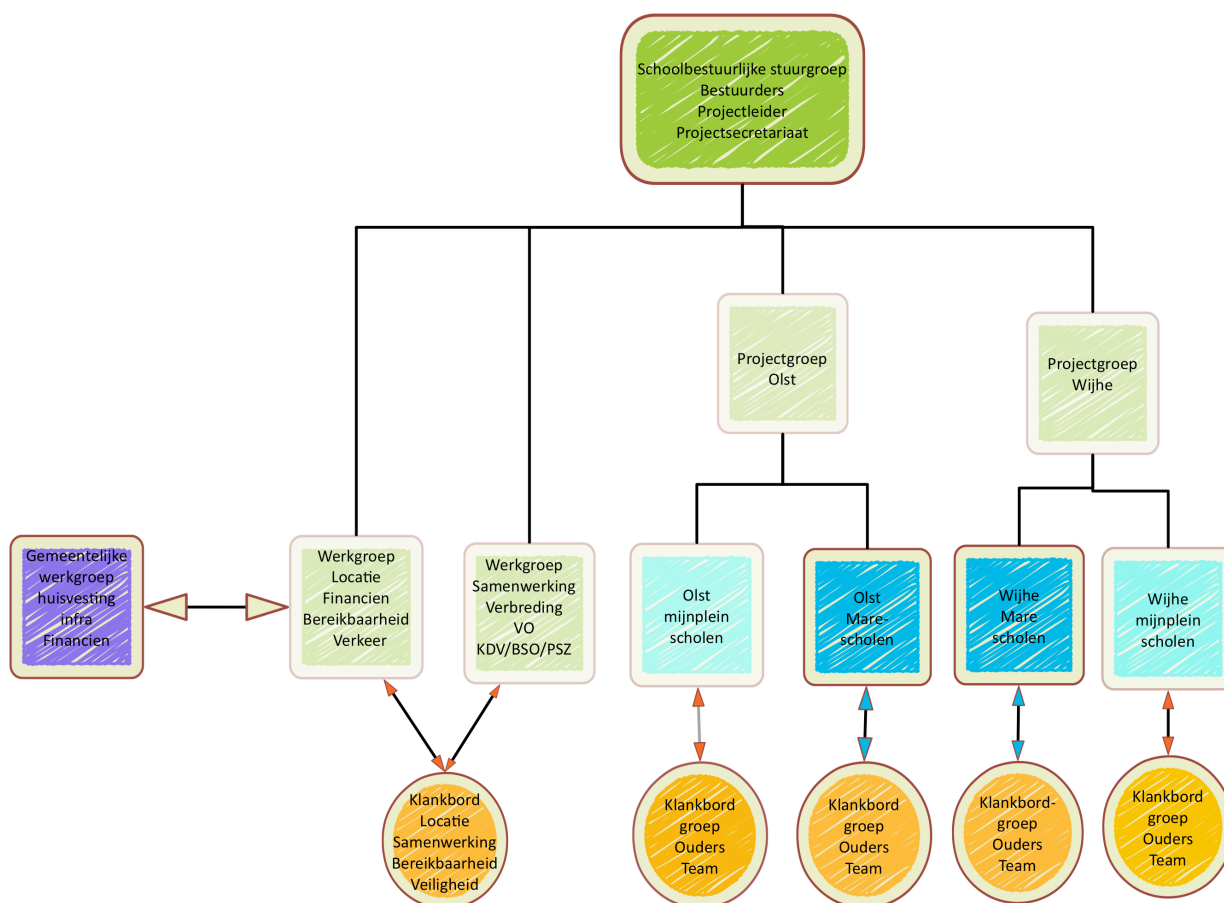 Schoolbestuurlijke stuurgroep
Bestuurders
Projectleider
Projectsecretariaat
Projectgroep
Olst
Projectgroep
Wijhe
Gemeentelijke
werkgroep
huisvesting
infra
Financien
Werkgroep
Locatie
Financien
Bereikbaarheid
Verkeer
Werkgroep
Samenwerking
Verbreding
VO
KDV/BSO/PSZ
Olst
mijnplein
scholen
Olst
Mare-
scholen
Wijhe
Mare
scholen
Wijhe
mijnplein
scholen
Klankbord
Locatie
Samenwerking
Bereikbaarheid
Veiligheid
Klankbord
groep
Ouders
Team
Klankbord
groep
Ouders
Team
Klankbord-
groep
Ouders
Team
Klankbord
groep
Ouders
Team